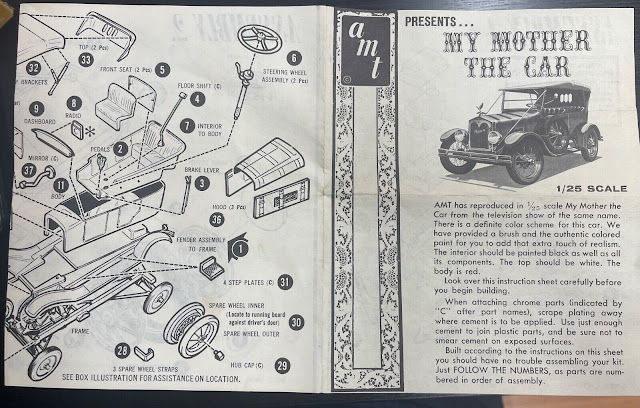 TOP (2 Pcs)
33
32
P BRACKETS
FRONT SEAT (2 Pcs)
5
FLOOR SHIFT (C)
4
6
STEERING WHEEL
ASSEMBLY (2 Pcs)
9
DASHBOARD
8
RADIO
7
INTERIOR
TO BODY
PEDALS
2
MIRROR (C)
37
11
BODY
BRAKE LEVER
3
HOOD (3 Pcs)
36
FENDER ASSEMBLY
TO FRAME
1
4 STEP PLATES (C)
31
SPARE WHEEL INNER
(Locate to running board
against driver's door)
30
SPARE WHEEL OUTER
FRAME
28
3 SPARE WHEEL STRAPS
HUB CAP (C)
29
SEE BOX ILLUSTRATION FOR ASSISTANCE ON LOCATION.
amt
©
PRESENTS...
MY MOTHER
THE CAR
1/25 SCALE
AMT has reproduced in 1/25 scale My Mother the
Car from the television show of the same name.
There is a definite color scheme for this car. We
have provided a brush and the authentic colored
paint for you to add that extra touch of realism.
The interior should be painted black as well as all
its components. The top should be white. The
body is red.
Look over this instruction sheet carefully before
you begin building.
When attaching chrome parts (indicated by
"C" after part names), scrape plating away
where cement is to be applied. Use just enough
cement to join plastic parts, and be sure not to
smear cement on exposed surfaces.
Built according to the instructions on this sheet
you should have no trouble assembling your kit.
Just FOLLOW THE NUMBERS, as parts are num-
bered in order of assembly.